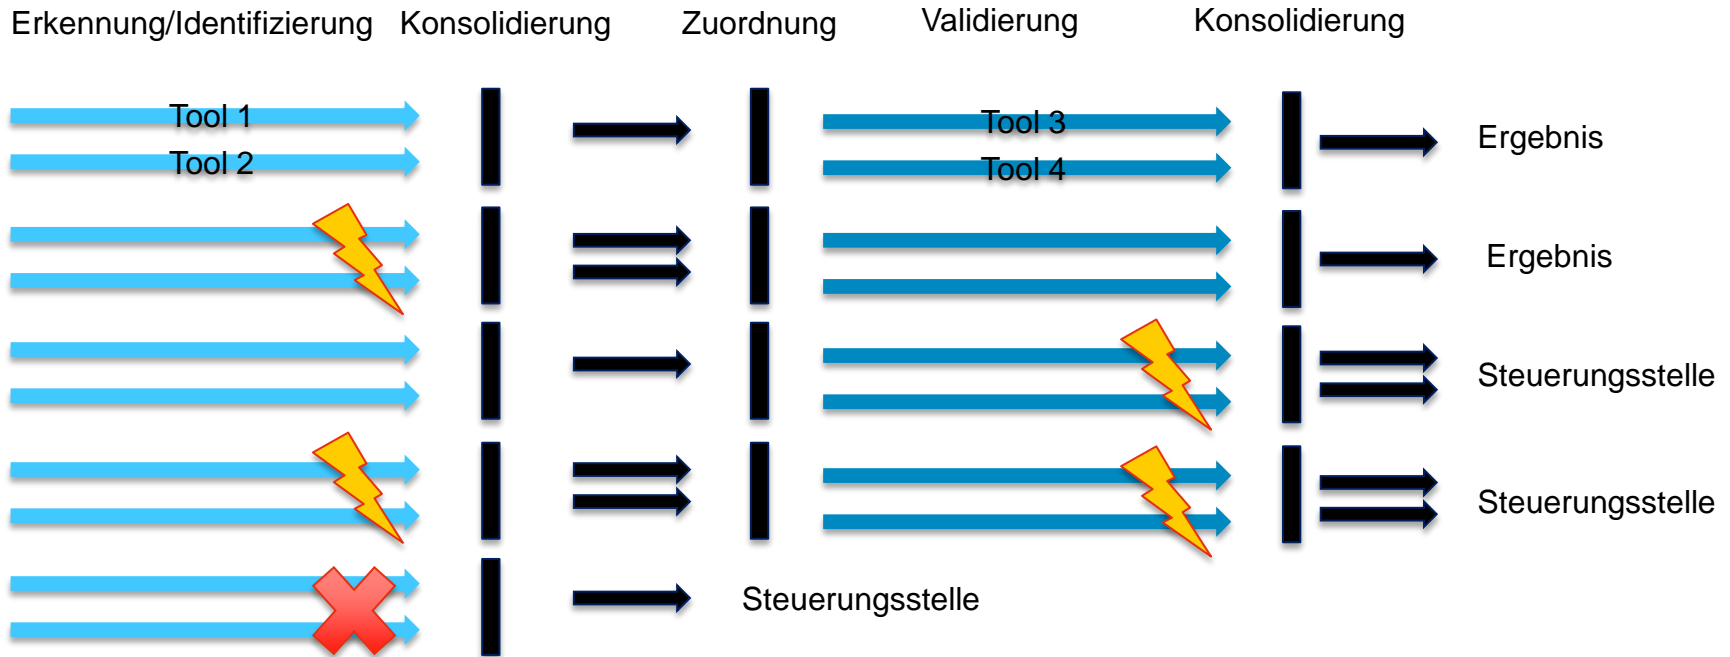 Erkennung/Identifizierung Konsolidierung Zuordnung Validierung Konsolidierung
Tool 1
Tool 2
Tool 3
Tool 4
Ergebnis
Ergebnis
Steuerungsstelle
Steuerungsstelle
Steuerungsstelle